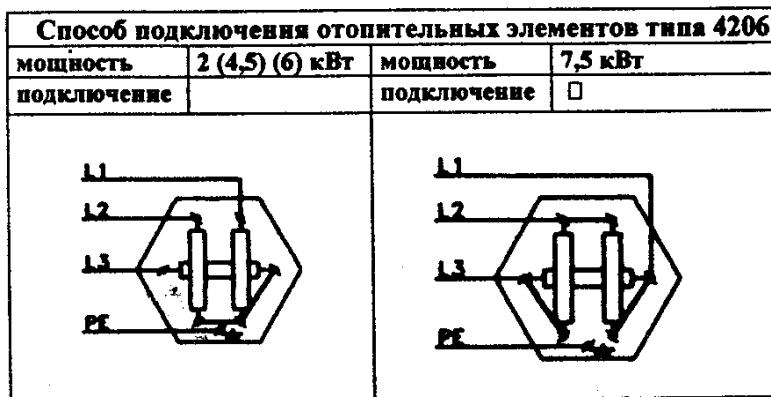 Способ подключения отопительных элементов типа 4206
мощность 2 (4,5) (6) кВт мощность 7,5 кВт
подключение подключение
L1 L1
L2 L2
L3 L3
PE PE